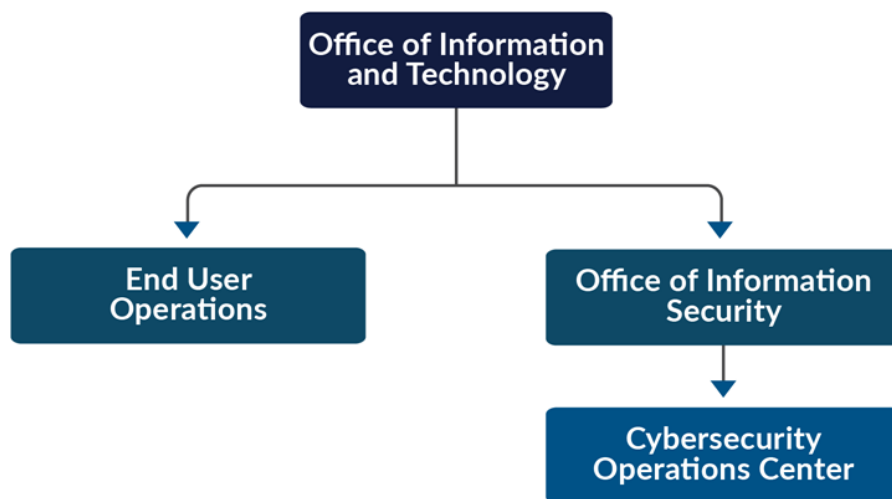 Office of Information
and Technology
End User
Operations
Office of Information
Security
Cybersecurity
Operations Center